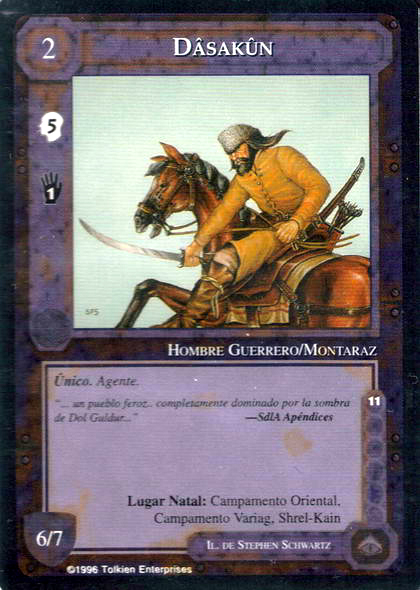 2
DÂSAKÛN
5
1
SFS
HOMBRE GUERRERO/MONTARAZ
Único. Agente.
"... un pueblo feroz.. completamente dominado por la sombra
de Dol Guldur..." —SdlA Apéndices
11
Lugar Natal: Campamento Oriental,
Campamento Variag, Shrel-Kain
6/7
IL. DE STEPHEN SCHWARTZ
©1996 Tolkien Enterprises